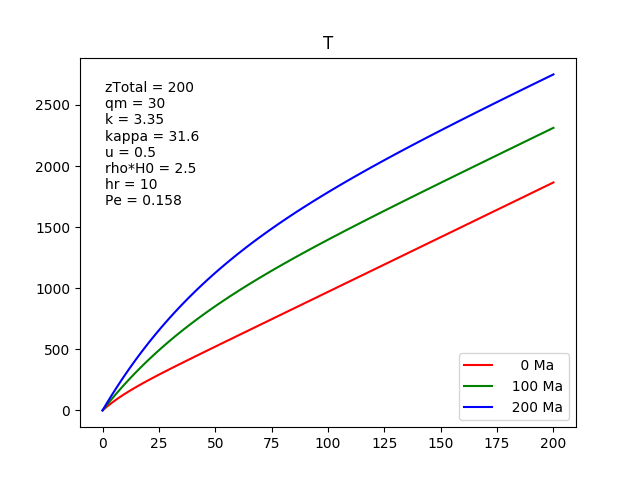 T
zTotal = 200
qm = 30
k = 3.35
kappa = 31.6
u = 0.5
rho*H0 = 2.5
hr = 10
Pe = 0.158
2500
2000
1500
1000
500
0
0 Ma
100 Ma
200 Ma
0 25 50 75 100 125 150 175 200